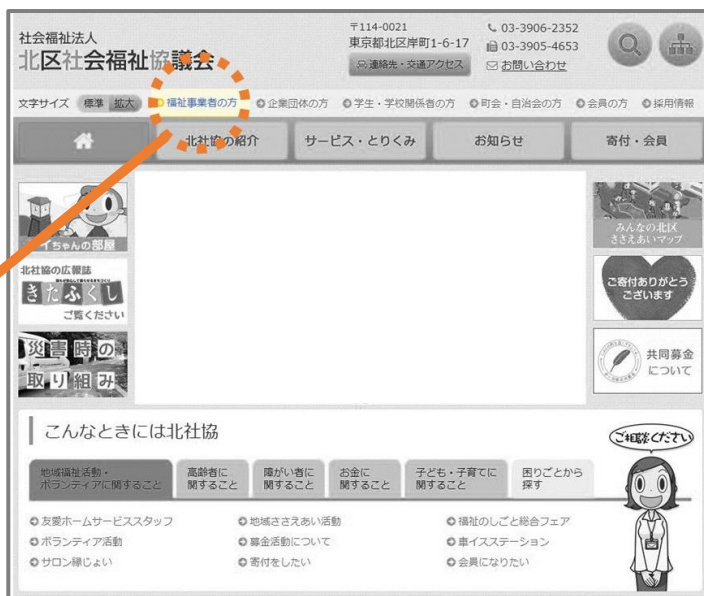 社会福祉法人
北区社会福祉協議会
〒114-0021
東京都北区岸町1-6-17
連絡先・交通アクセス
03-3906-2352
03-3905-4653
お問い合わせ
文字サイズ 標準 拡大
福祉事業者の方 企業団体の方 学生・学校関係者の方 町会・自治会の方 会員の方 採用情報
北社協の紹介 サービス・とりくみ お知らせ 寄付・会員
イちゃんの部屋
北社協の広報誌
きたふくし
ご覧ください
災害時の
取り組み
みんなの北区
ささえあいマップ
ご寄付ありがとう
ございます
共同募金
について
こんなときには北社協
地域福祉活動・
ボランティアに関すること
高齢者に
関すること
障がい者に
関すること
お金に
関すること
子ども・子育てに
関すること
困りごとから
探す
ご相談ください
友愛ホームサービススタッフ 地域ささえあい活動 福祉のしごと総合フェア
ボランティア活動 募金活動について 車イスステーション
サロン縁じょい 寄付をしたい 会員になりたい